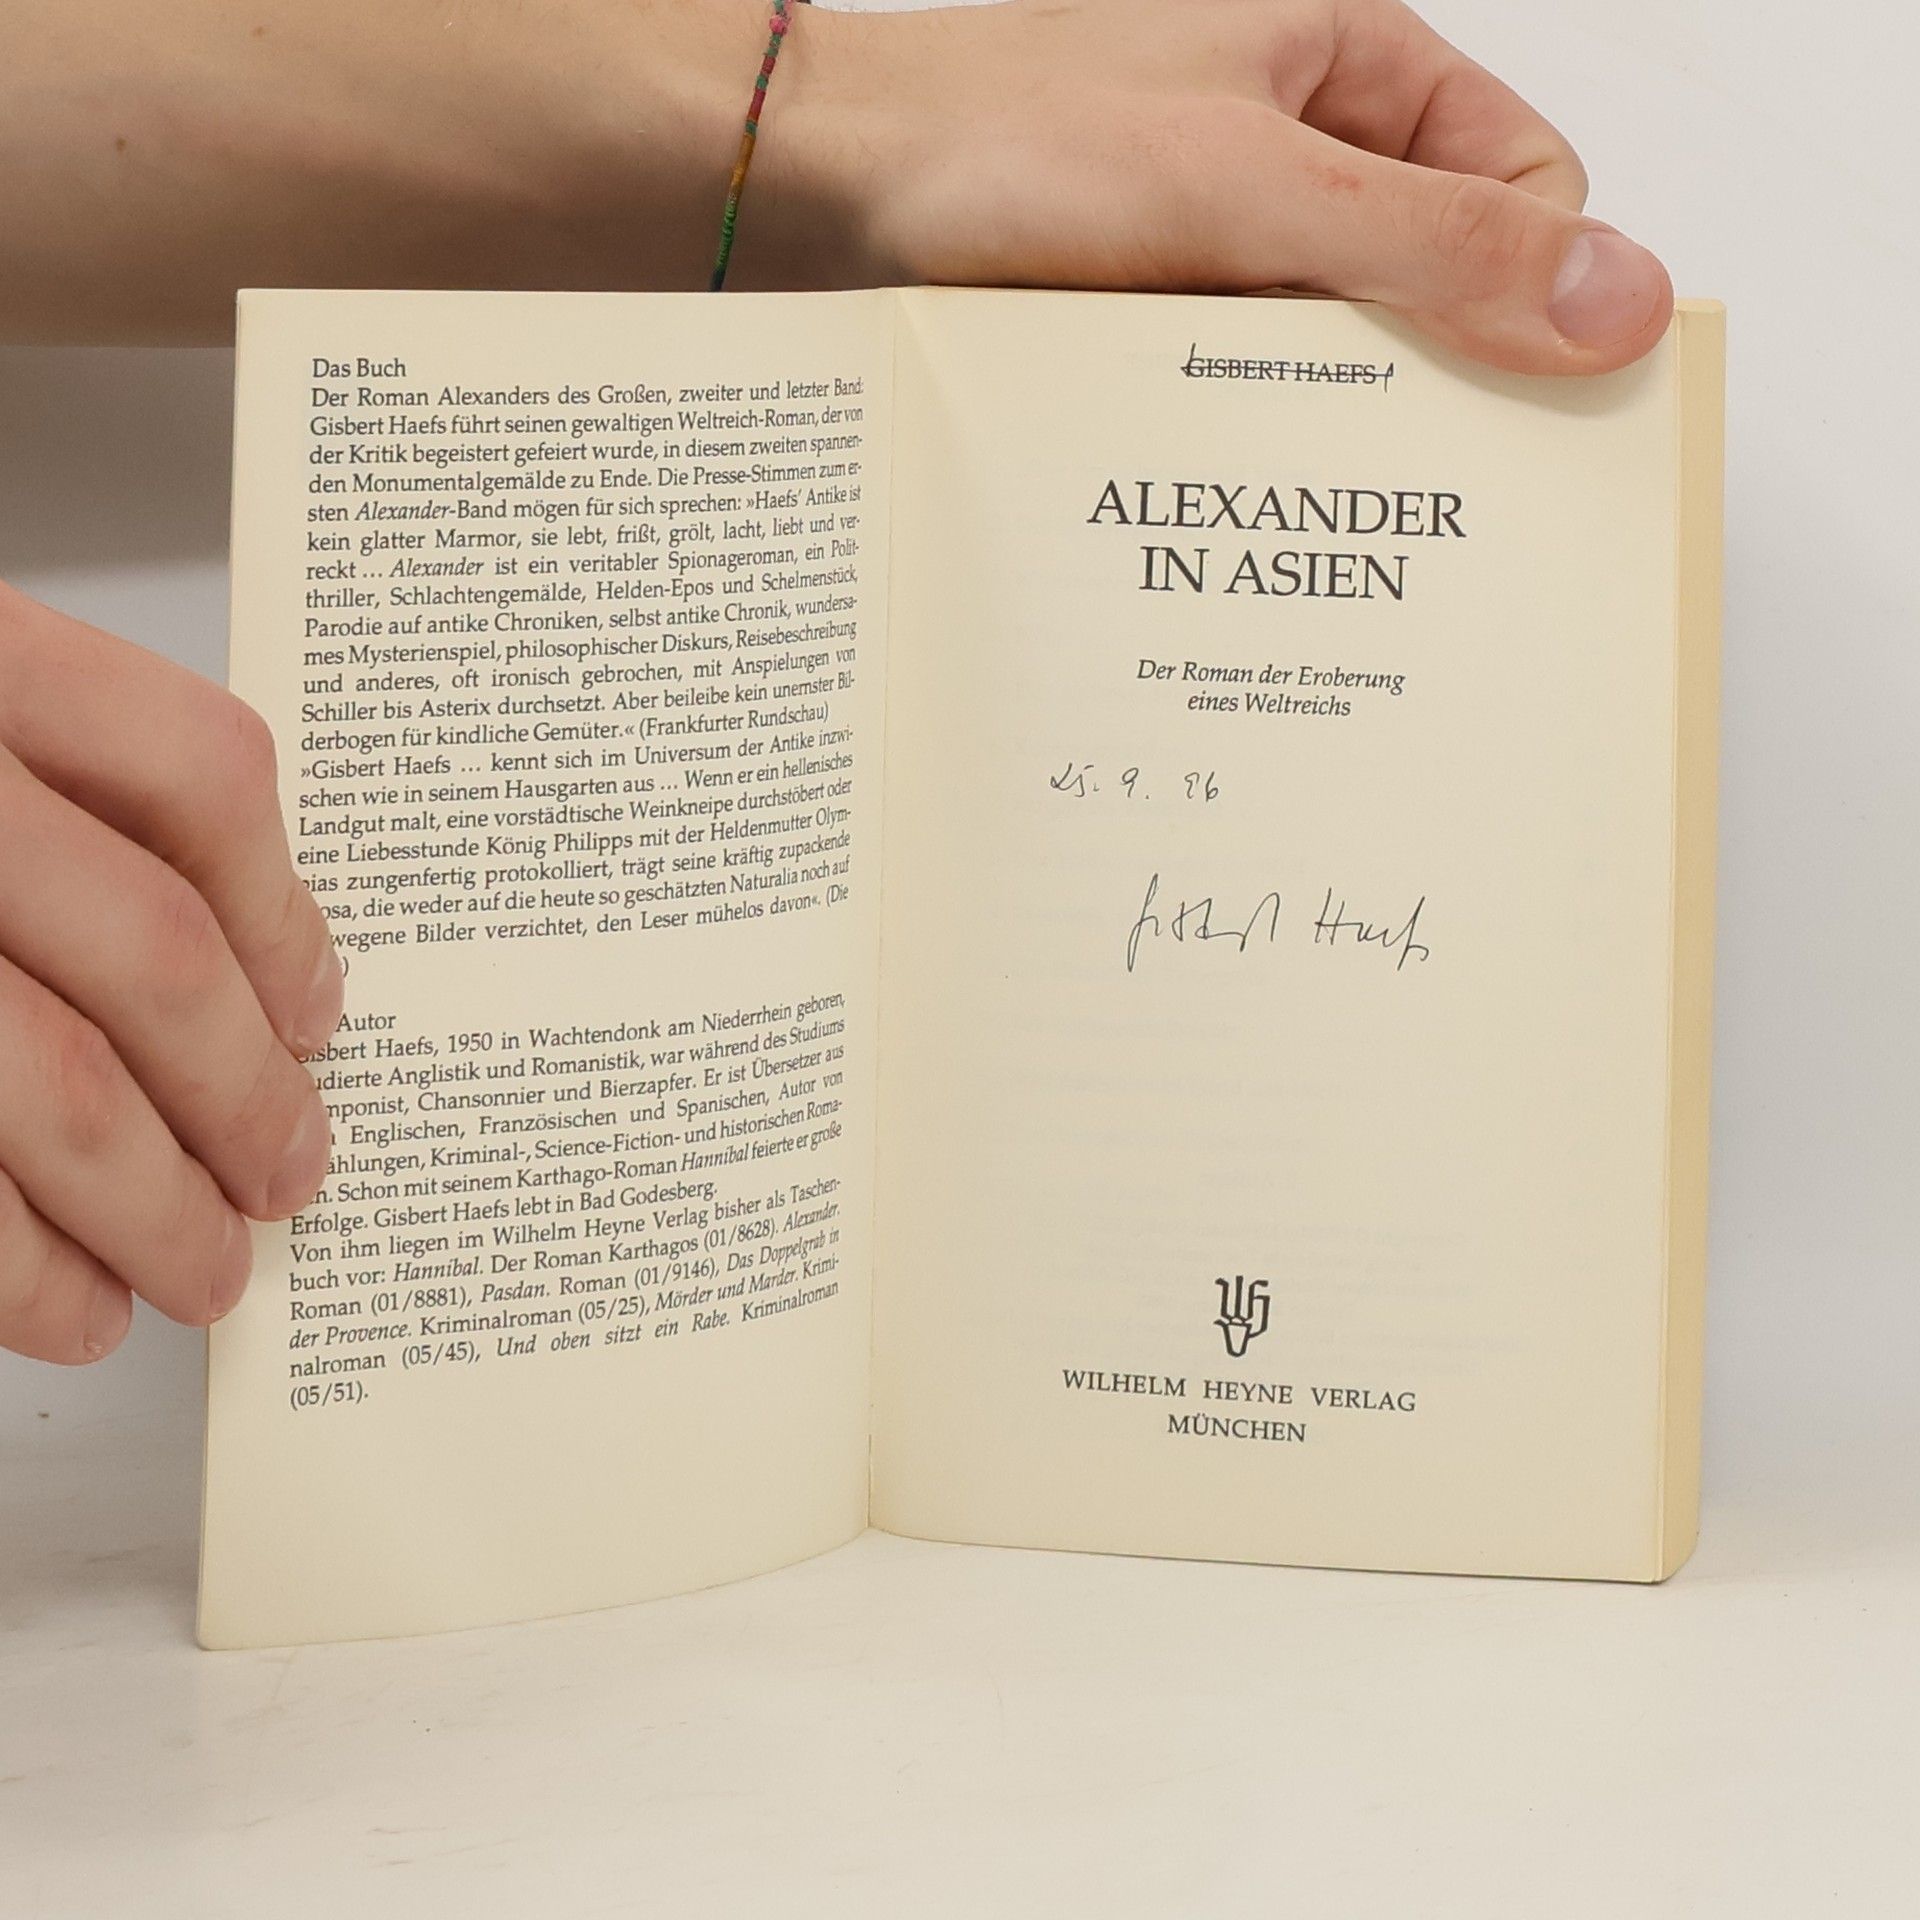 Das Buch
Der Roman Alexanders des Großen, zweiter und letzter Band:
Gisbert Haefs führt seinen gewaltigen Weltreich-Roman, der von
der Kritik begeistert gefeiert wurde, in diesem zweiten spannen-
den Monumentalgemälde zu Ende. Die Presse-Stimmen zum er-
sten Alexander-Band mögen für sich sprechen: »Haefs' Antike ist
kein glatter Marmor, sie lebt, frißt, grölt, lacht, liebt und ver-
reckt ... Alexander ist ein veritabler Spionageroman, ein Polit-
thriller, Schlachtengemälde, Helden-Epos und Schelmenstück,
Parodie auf antike Chroniken, selbst antike Chronik, wundersa-
mes Mysterienspiel, philosophischer Diskurs, Reisebeschreibung
und anderes, oft ironisch gebrochen, mit Anspielungen von
Schiller bis Asterix durchsetzt. Aber beileibe kein unernster Bil-
derbogen für kindliche Gemüter.« (Frankfurter Rundschau)
»Gisbert Haefs ... kennt sich im Universum der Antike inzwi-
schen wie in seinem Hausgarten aus ... Wenn er ein hellenisches
Landgut malt, eine vorstädtische Weinkneipe durchstöbert oder
eine Liebesstunde König Philipps mit der Heldenmutter Olym-
pias zungenfertig protokolliert, trägt seine kräftig zupackende
osa, die weder auf die heute so geschätzten Naturalia noch auf
wegene Bilder verzichtet, den Leser mühelos davon«. (Die
)
Autor
Gisbert Haefs, 1950 in Wachtendonk am Niederrhein geboren,
udierte Anglistik und Romanistik, war während des Studiums
mponist, Chansonnier und Bierzapfer. Er ist Übersetzer aus
Englischen, Französischen und Spanischen, Autor von
ählungen, Kriminal-, Science-Fiction- und historischen Roma-
n. Schon mit seinem Karthago-Roman Hannibal feierte er große
Erfolge. Gisbert Haefs lebt in Bad Godesberg.
Von ihm liegen im Wilhelm Heyne Verlag bisher als Taschen-
buch vor: Hannibal. Der Roman Karthagos (01/8628). Alexander.
Roman (01/8881), Pasdan. Roman (01/9146), Das Doppelgrab in
der Provence. Kriminalroman (05/25), Mörder und Marder. Krimi-
nalroman (05/45), Und oben sitzt ein Rabe. Kriminalroman
(05/51).
GISBERT HAEFS
ALEXANDER
IN ASIEN
Der Roman der Eroberung
eines Weltreichs
25. 9. 96
Gisbert Haefs
WILHELM HEYNE VERLAG
MÜNCHEN